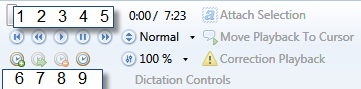 1 2 3 4 5 0:00 / 7:23 Attach Selection
Normal Move Playback To Cursor
100 % Correction Playback
6 7 8 9 Dictation Controls